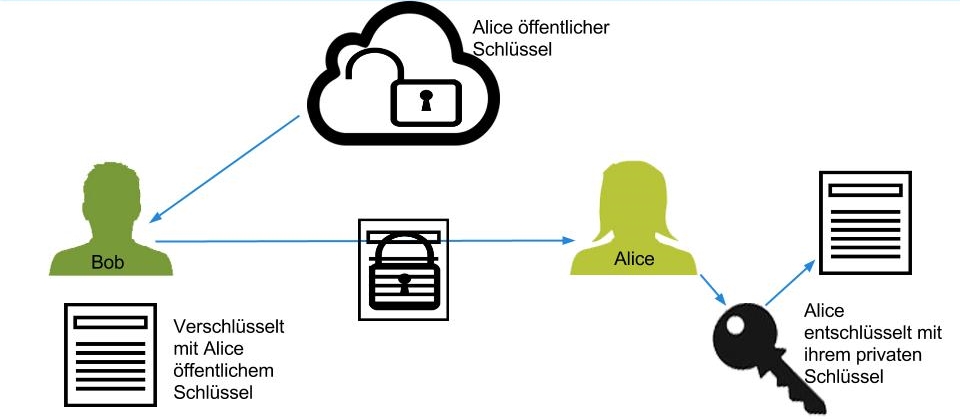 Alice öffentlicher
Schlüssel
Bob
Alice
Verschlüsselt
mit Alice
öffentlichem
Schlüssel
Alice
entschlüsselt mit
ihrem privaten
Schlüssel